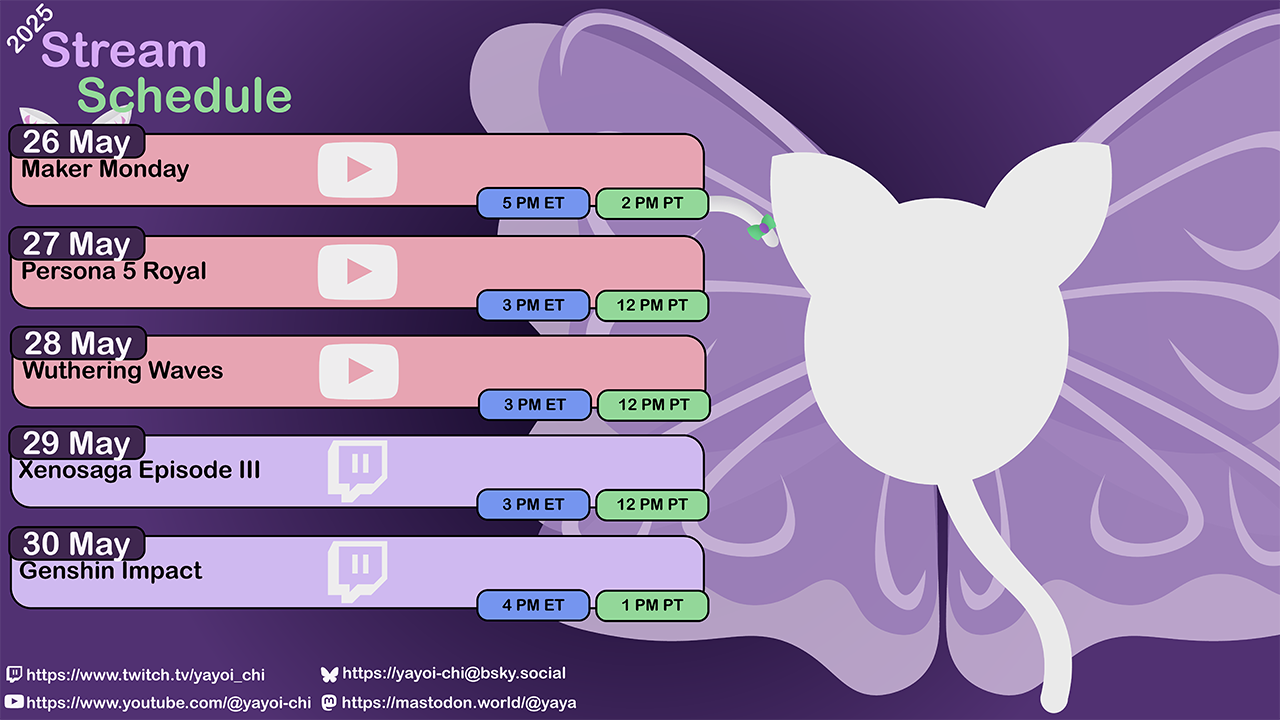 2025
Stream
Schedule
26 May
Maker Monday
5 PM ET
2 PM PT
27 May
Persona 5 Royal
3 PM ET
12 PM PT
28 May
Wuthering Waves
3 PM ET
12 PM PT
29 May
Xenosaga Episode III
3 PM ET
12 PM PT
30 May
Genshin Impact
4 PM ET
1 PM PT
https://www.twitch.tv/yayoi_chi
https://yayoi-chi@bsky.social
https://www.youtube.com/@yayoi-chi
https://mastodon.world/@yaya